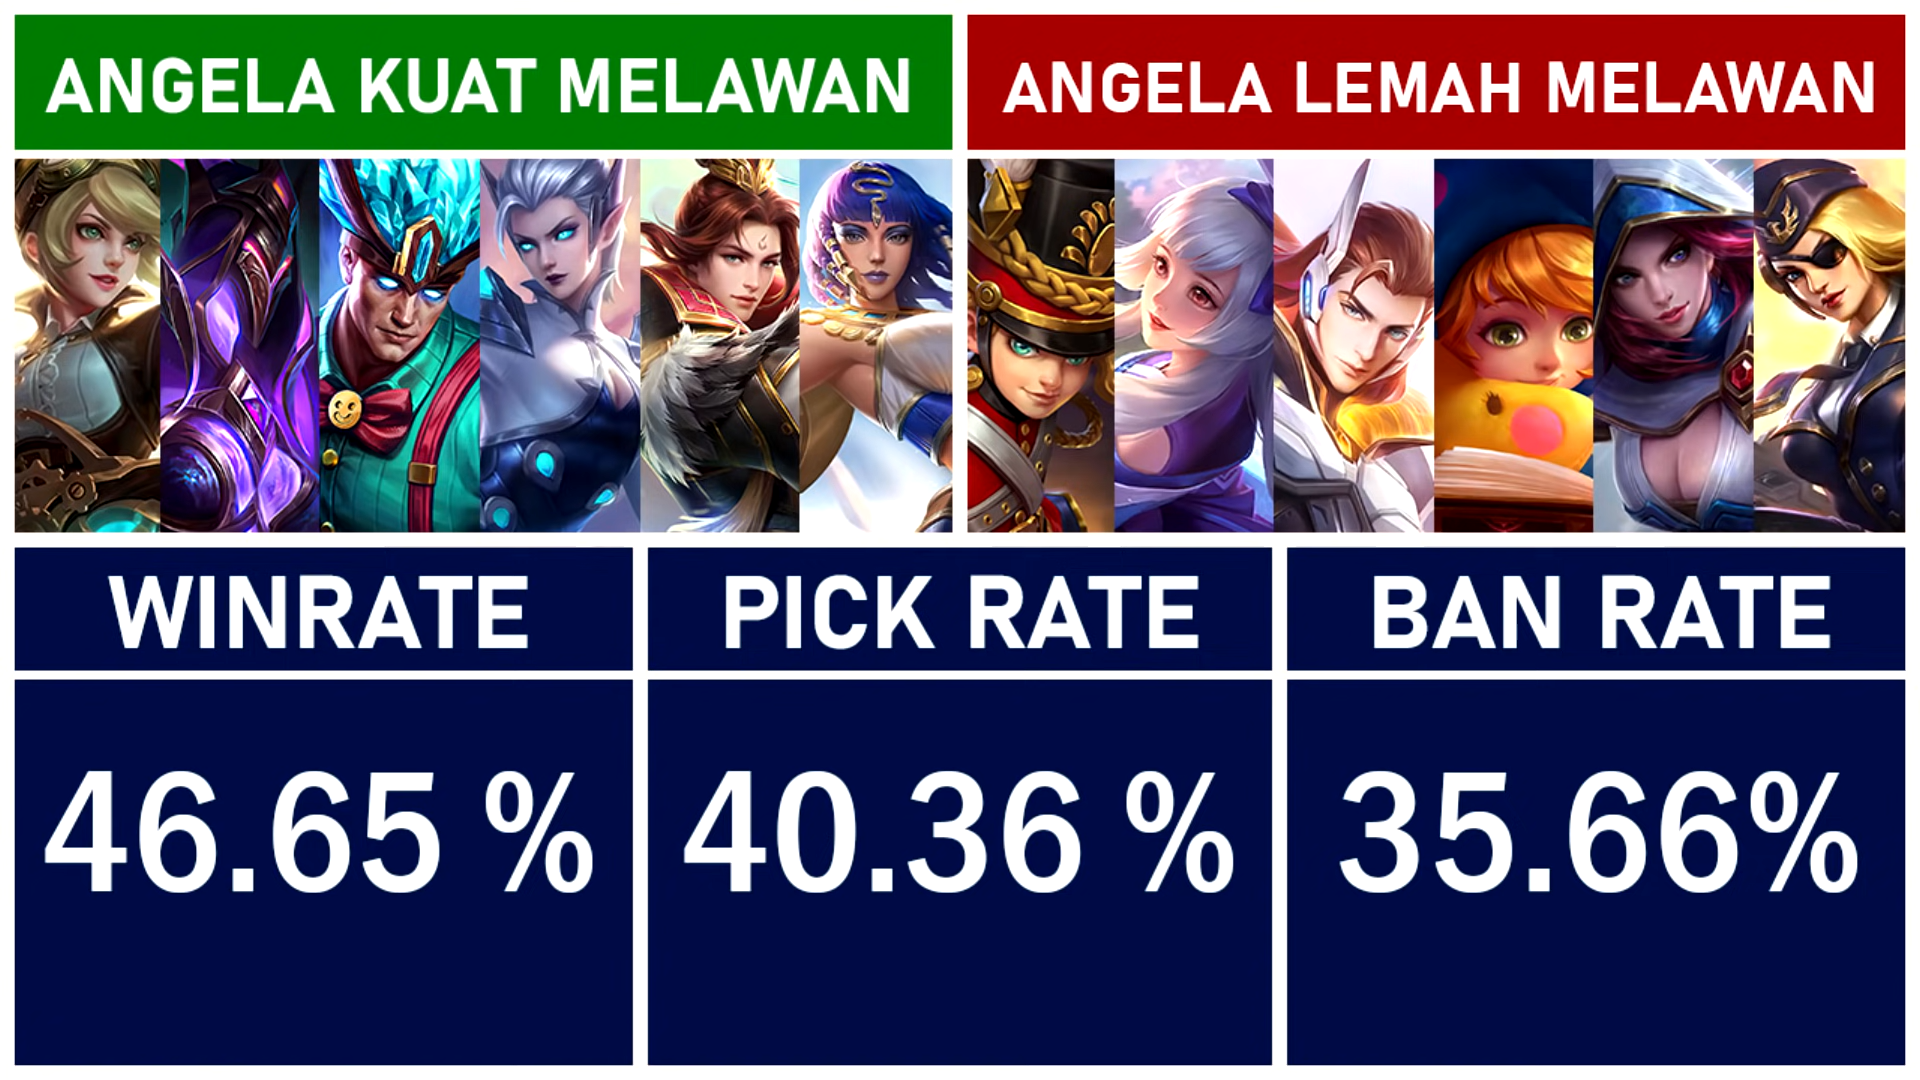 ANGELA KUAT MELAWAN
ANGELA LEMAH MELAWAN
WINRATE
PICK RATE
BAN RATE
46.65 %
40.36 %
35.66%